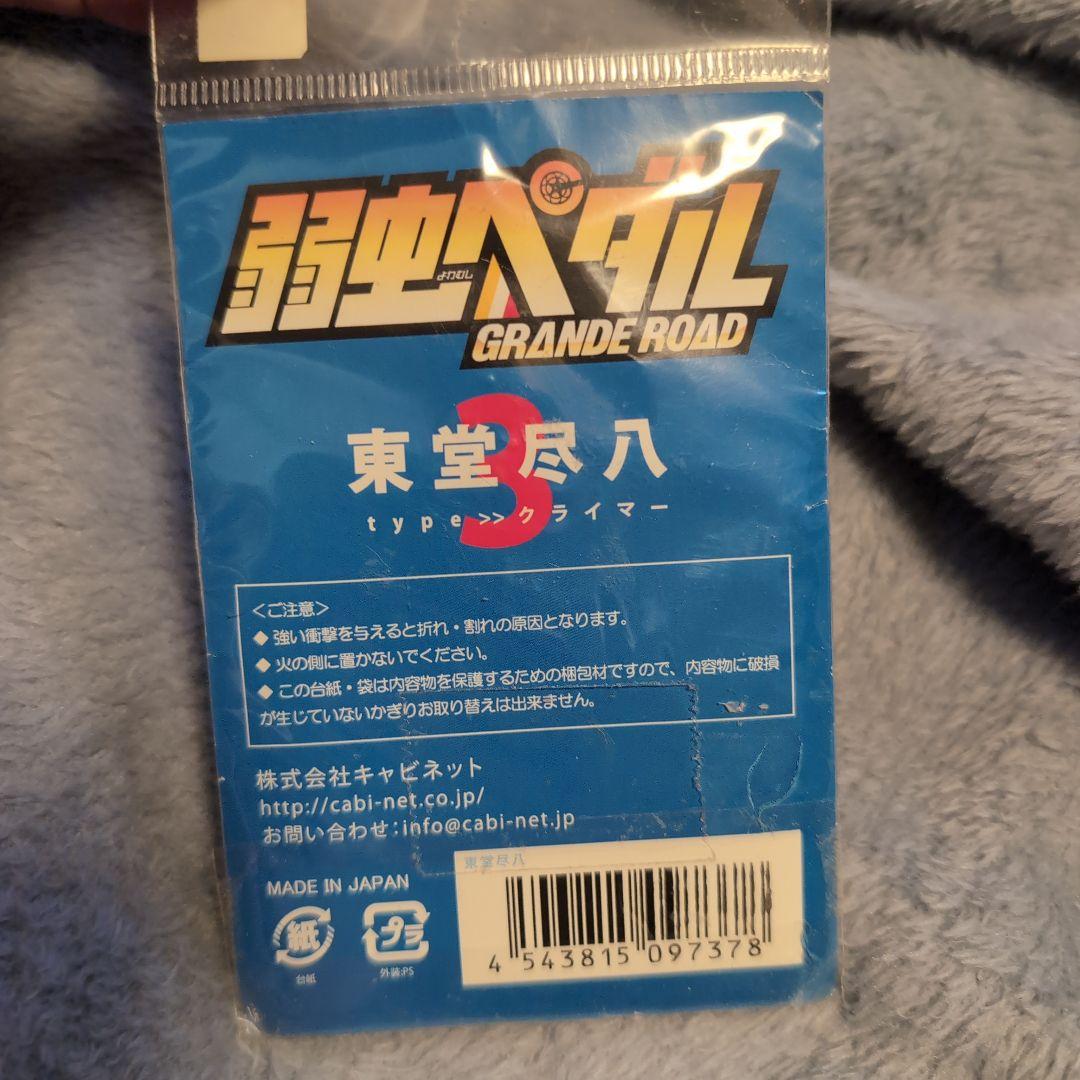 弱虫ペダル
よわむし
GRANDE ROAD
3
東堂尽八
type >> クライマー
＜ご注意＞
◆ 強い衝撃を与えると折れ・割れの原因となります。
◆ 火の側に置かないでください。
◆ この台紙・袋は内容物を保護するための梱包材ですので、内容物に破損
が生じていないかぎりお取り替えは出来ません。
株式会社キャビネット
http://cabi-net.co.jp/
お問い合わせ：info@cabi-net.jp
MADE IN JAPAN
紙
台紙
プラ
外装:PS
東堂尽八
4 543815 097378